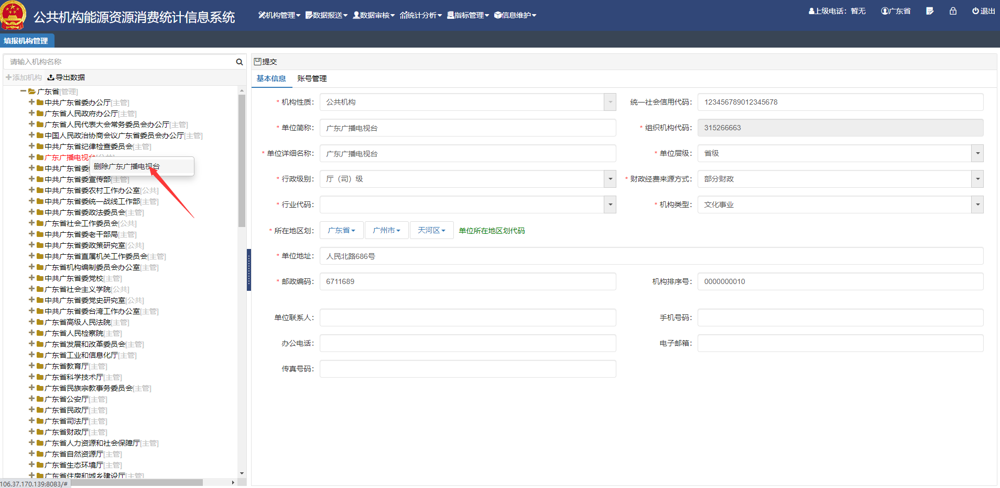 公共机构能源资源消费统计信息系统
机构管理 数据报送 数据审核 统计分析 指标管理 信息维护
上级电话：暂无 广东省 退出
填报机构管理
请输入机构名称
添加机构 导出数据
广东省[管理]
中共广东省委办公厅[主管]
广东省人民政府办公厅[主管]
广东省人民代表大会常务委员会办公厅[主管]
中国人民政治协商会议广东省委员会办公厅[主管]
中共广东省纪律检查委员会[主管]
广东广播电视台[公共]
删除广东广播电视台
中共广东省委
中共广东省委宣传部[主管]
中共广东省委农村工作办公室[公共]
中共广东省委统一战线工作部[主管]
中共广东省委政法委员会[主管]
广东省社会工作委员会[公共]
中共广东省委老干部局[主管]
中共广东省委政策研究室[公共]
中共广东省直属机关工作委员会[主管]
广东省机构编制委员会办公室[主管]
中共广东省委党校[主管]
广东省社会主义学院[公共]
中共广东省委党史研究室[公共]
中共广东省委台湾工作办公室[主管]
广东省高级人民法院[主管]
广东省人民检察院[主管]
广东省发展和改革委员会[主管]
广东省工业和信息化厅[主管]
广东省教育厅[主管]
广东省科学技术厅[主管]
广东省民族宗教事务委员会[主管]
广东省公安厅[主管]
广东省民政厅[主管]
广东省司法厅[主管]
广东省财政厅[主管]
广东省人力资源和社会保障厅[主管]
广东省自然资源厅[主管]
广东省生态环境厅[主管]
广东省住房和城乡建设厅[主管]
106.37.170.139:8083/#
提交
基本信息 账号管理
* 机构性质： 公共机构 统一社会信用代码： 123456789012345678
* 单位简称： 广东广播电视台 * 组织机构代码： 315266663
* 单位详细名称： 广东广播电视台 * 单位层级： 省级
* 行政级别： 厅（司）级 * 财政经费来源方式： 部分财政
* 行业代码： * 机构类型： 文化事业
* 所在地区划： 广东省 广州市 天河区 单位所在地区划代码
* 单位地址： 人民北路686号
* 邮政编码： 6711689 机构排序号： 0000000010
单位联系人： 手机号码：
办公电话： 电子邮箱：
传真号码：